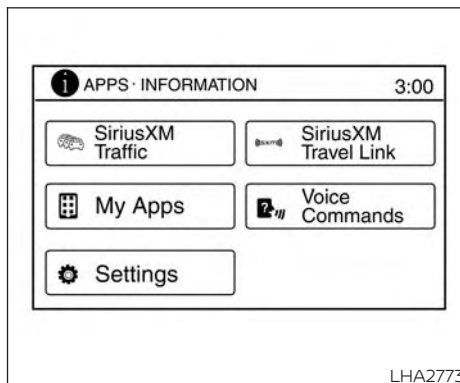 i APPS · INFORMATION 3:00
SiriusXM
Traffic
SiriusXM
Travel Link
My Apps
Voice
Commands
Settings
LHA2773